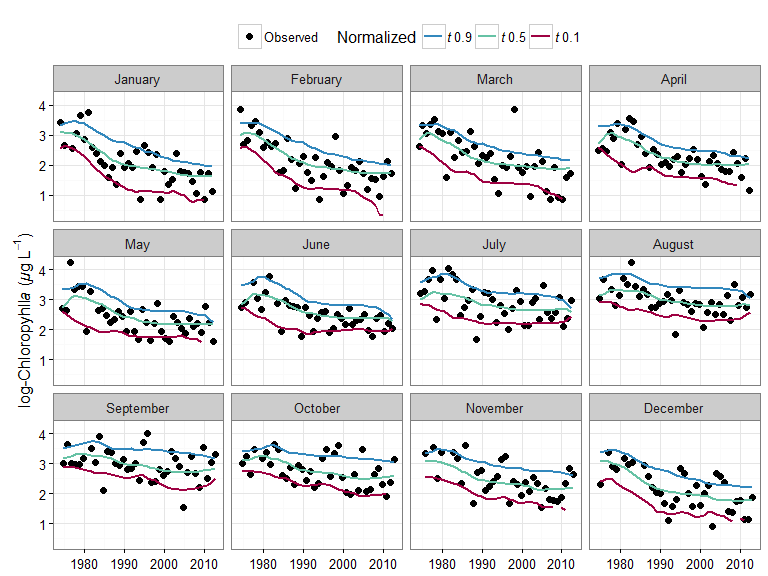 Observed Normalized t 0.9 t 0.5 t 0.1
January February March April
4
3
2
1
May June July August
4
3
2
1
log-Chloropyhlla (μg L⁻¹)
September October November December
4
3
2
1
1980 1990 2000 2010 1980 1990 2000 2010 1980 1990 2000 2010 1980 1990 2000 2010